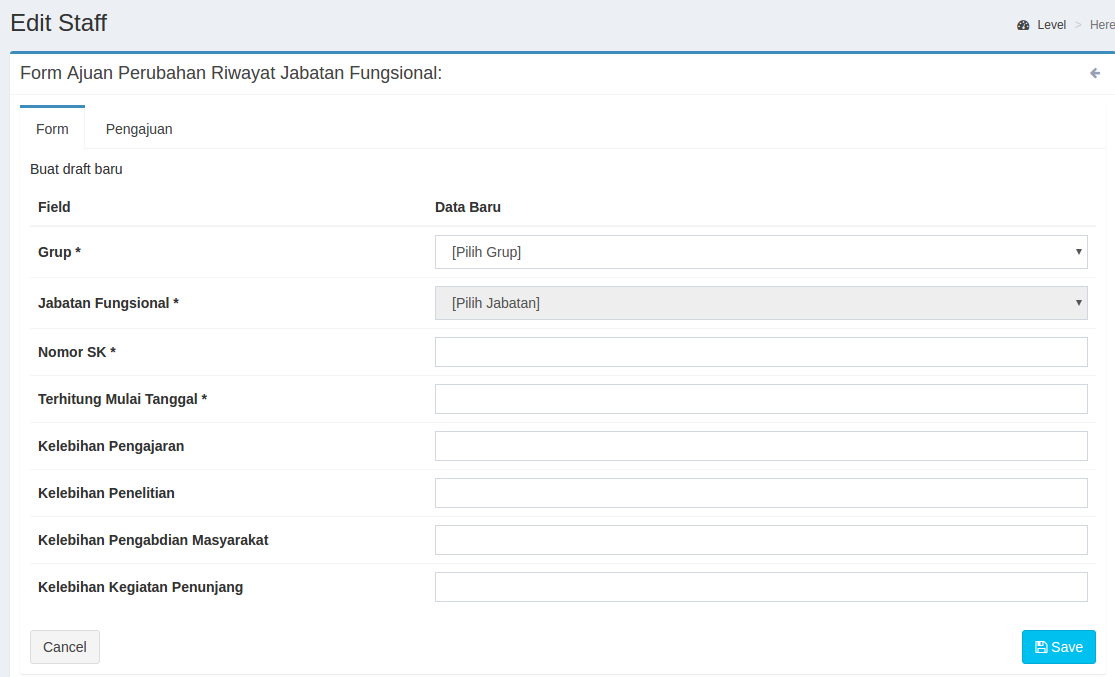 Edit Staff
Level > Here
Form Ajuan Perubahan Riwayat Jabatan Fungsional:
Form Pengajuan
Buat draft baru
Field Data Baru
Grup * [Pilih Grup]
Jabatan Fungsional * [Pilih Jabatan]
Nomor SK *
Terhitung Mulai Tanggal *
Kelebihan Pengajaran
Kelebihan Penelitian
Kelebihan Pengabdian Masyarakat
Kelebihan Kegiatan Penunjang
Cancel Save